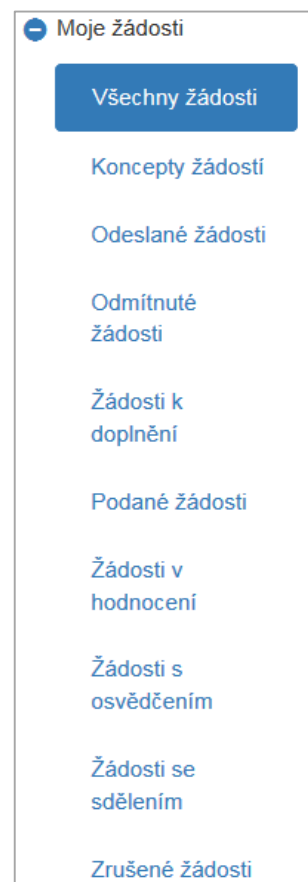 Moje žádosti
Všechny žádosti
Koncepty žádostí
Odeslané žádosti
Odmítnuté
žádosti
Žádosti k
doplnění
Podané žádosti
Žádosti v
hodnocení
Žádosti s
osvědčením
Žádosti se
sdělením
Zrušené žádosti